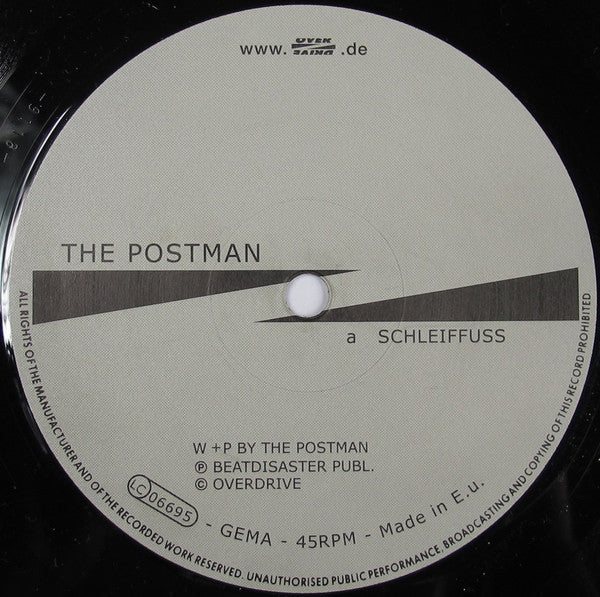 www. OVER DRIVE .de
THE POSTMAN
a SCHLEIFFUSS
W +P BY THE POSTMAN
Ⓟ BEATDISASTER PUBL.
© OVERDRIVE
LC 06695 - GEMA - 45RPM - Made in E.u.
ALL RIGHTS OF THE MANUFACTURER AND OF THE RECORDED WORK RESERVED. UNAUTHORISED PUBLIC PERFORMANCE, BROADCASTING AND COPYING OF THIS RECORD PROHIBITED